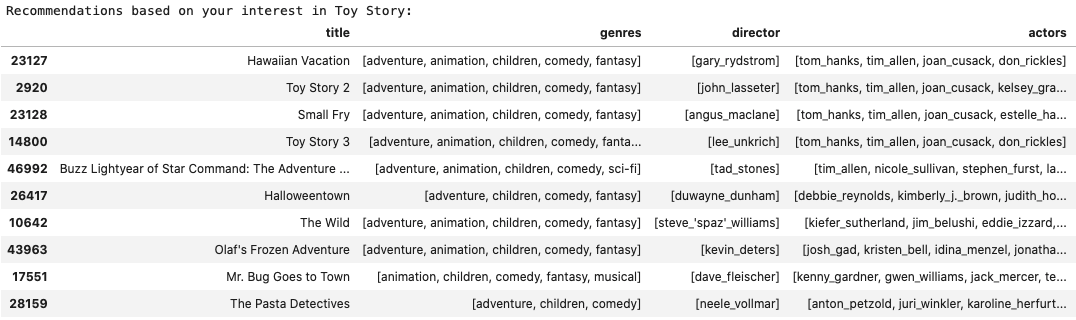 Recommendations based on your interest in Toy Story:
title genres director actors
23127 Hawaiian Vacation [adventure, animation, children, comedy, fantasy] [gary_rydstrom] [tom_hanks, tim_allen, joan_cusack, don_rickles]
2920 Toy Story 2 [adventure, animation, children, comedy, fantasy] [john_lasseter] [tom_hanks, tim_allen, joan_cusack, kelsey_gra...
23128 Small Fry [adventure, animation, children, comedy, fantasy] [angus_maclane] [tom_hanks, tim_allen, joan_cusack, estelle_ha...
14800 Toy Story 3 [adventure, animation, children, comedy, fanta... [lee_unkrich] [tom_hanks, tim_allen, joan_cusack, don_rickles]
46992 Buzz Lightyear of Star Command: The Adventure ... [adventure, animation, children, comedy, sci-fi] [tad_stones] [tim_allen, nicole_sullivan, stephen_furst, la...
26417 Halloweentown [adventure, children, comedy, fantasy] [duwayne_dunham] [debbie_reynolds, kimberly_j._brown, judith_ho...
10642 The Wild [adventure, animation, children, comedy, fantasy] [steve_'spaz'_williams] [kiefer_sutherland, jim_belushi, eddie_izzard,...
43963 Olaf's Frozen Adventure [adventure, animation, children, comedy, fantasy] [kevin_deters] [josh_gad, kristen_bell, idina_menzel, jonatha...
17551 Mr. Bug Goes to Town [animation, children, comedy, fantasy, musical] [dave_fleischer] [kenny_gardner, gwen_williams, jack_mercer, te...
28159 The Pasta Detectives [adventure, children, comedy] [neele_vollmar] [anton_petzold, juri_winkler, karoline_herfurt...